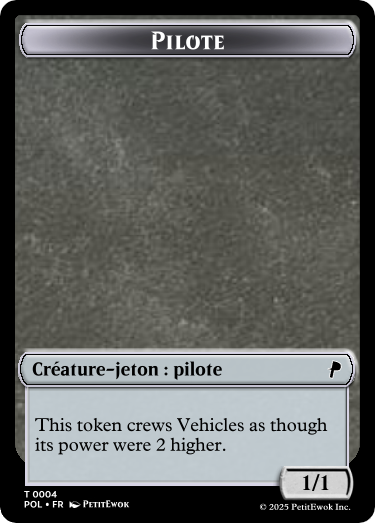 Pilote
Créature-jeton : pilote
This token crews Vehicles as though
its power were 2 higher.
1/1
T 0004
POL • FR PetitEwok
© 2025 PetitEwok Inc.